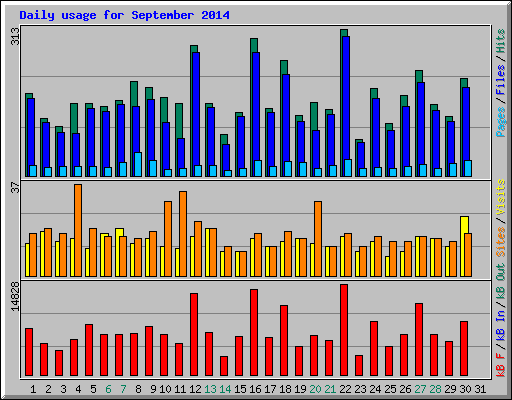 Daily usage for September 2014
313
Pages / Files / Hits
37
Sites / Visits
14828
kB F / kB In / kB Out
1 2 3 4 5 6 7 8 9 10 11 12 13 14 15 16 17 18 19 20 21 22 23 24 25 26 27 28 29 30 31